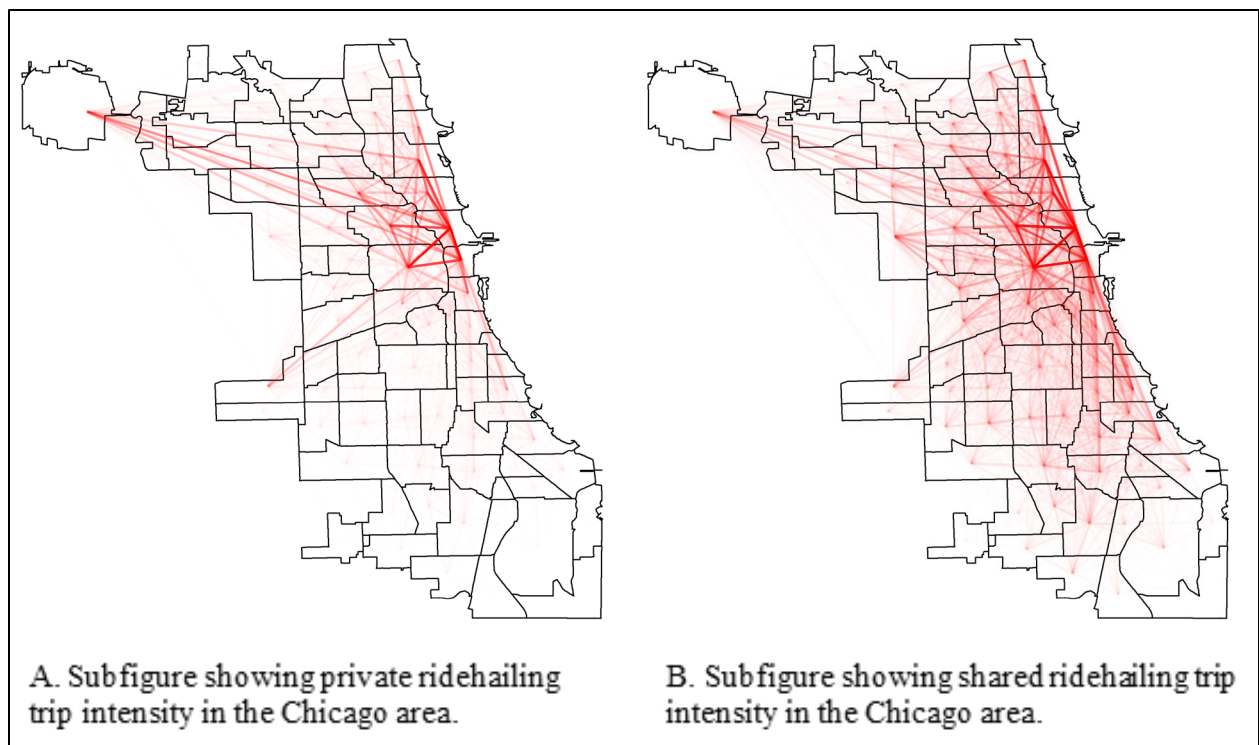 A. Subfigure showing private ridehailing
trip intensity in the Chicago area.
B. Subfigure showing shared ridehailing trip
intensity in the Chicago area.